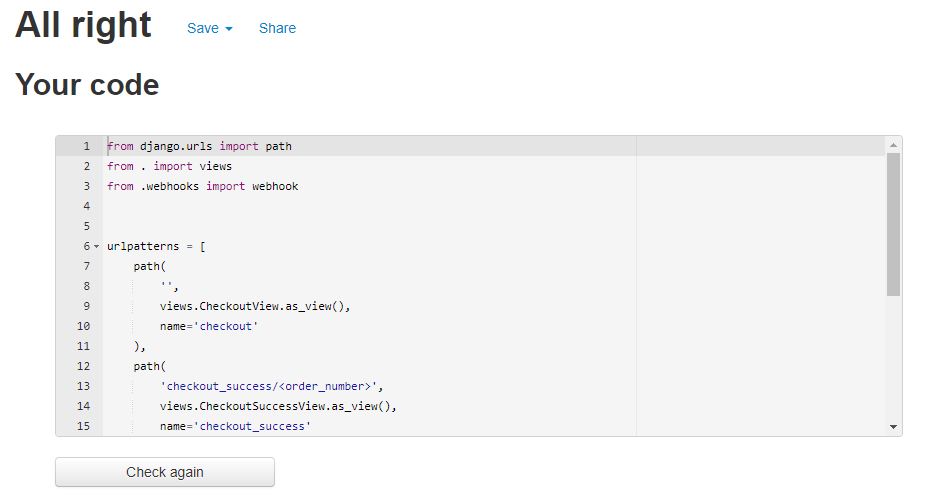 All right Save Share
Your code
1 from django.urls import path
2 from . import views
3 from .webhooks import webhook
4
5
6 urlpatterns = [
7     path(
8         '',
9         views.CheckoutView.as_view(),
10         name='checkout'
11     ),
12     path(
13         'checkout_success/<order_number>',
14         views.CheckoutSuccessView.as_view(),
15         name='checkout_success'
Check again